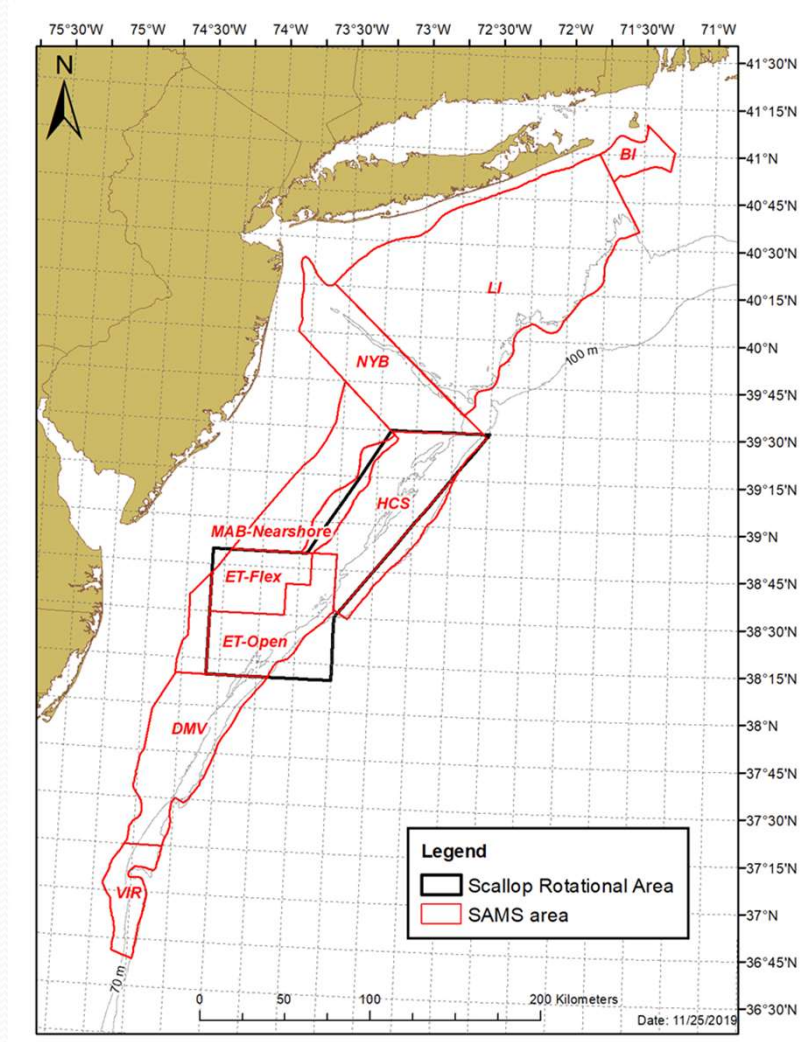 75°30'W 75°W 74°30'W 74°W 73°30'W 73°W 72°30'W 72°W 71°30'W 71°W
N
41°30'N
41°15'N
BI
41°N
40°45'N
40°30'N
LI
40°15'N
NYB
100 m
40°N
39°45'N
39°30'N
HCS
39°15'N
MAB-Nearshore
39°N
ET-Flex
38°45'N
ET-Open
38°30'N
38°15'N
DMV
38°N
37°45'N
37°30'N
Legend
Scallop Rotational Area
SAMS area
37°15'N
VIR
37°N
36°45'N
70 m
0 50 100 200 Kilometers
36°30'N
Date: 11/25/2019